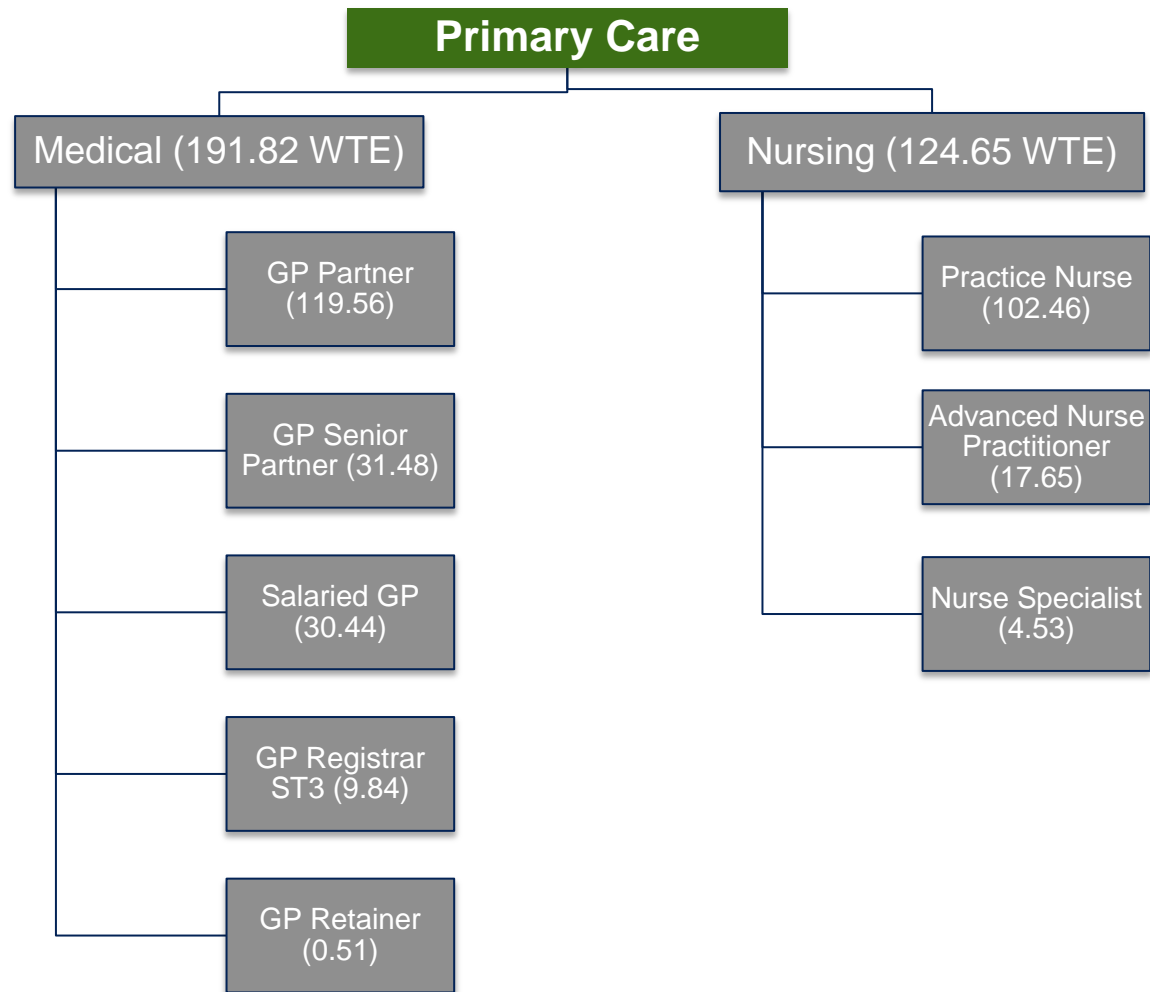 Primary Care
Medical (191.82 WTE)
GP Partner
(119.56)
GP Senior
Partner (31.48)
Salaried GP
(30.44)
GP Registrar
ST3 (9.84)
GP Retainer
(0.51)
Nursing (124.65 WTE)
Practice Nurse
(102.46)
Advanced Nurse
Practitioner
(17.65)
Nurse Specialist
(4.53)